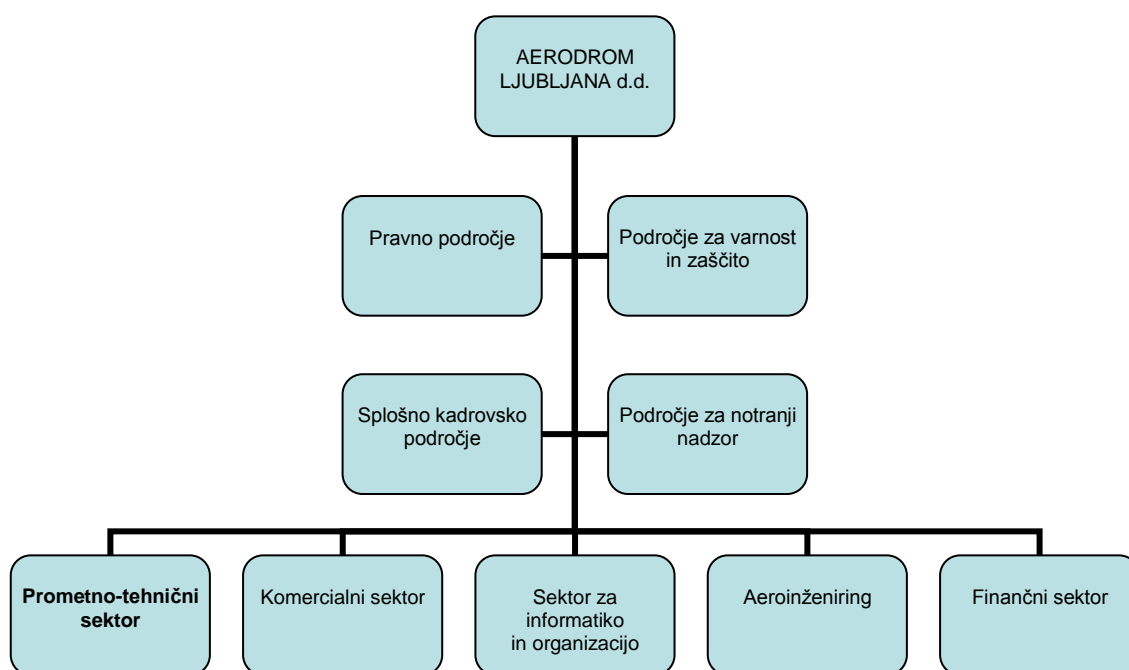 AERODROM
LJUBLJANA d.d.
Pravno področje
Področje za varnost
in zaščito
Splošno kadrovsko
področje
Področje za notranji
nadzor
Prometno-tehnični
sektor
Komercialni sektor
Sektor za
informatiko
in organizacijo
Aeroinženiring
Finančni sektor